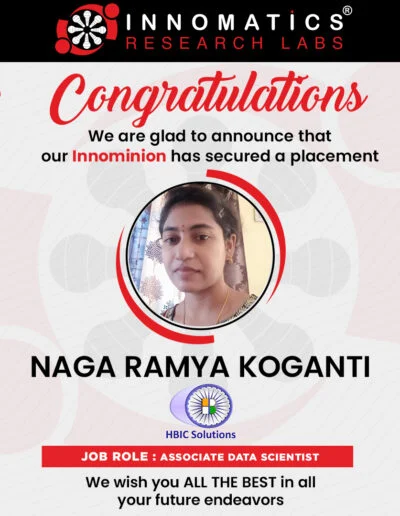 INNOMATICS®
RESEARCH LABS
Congratulations
We are glad to announce that
our Innominion has secured a placement
NAGA RAMYA KOGANTI
HBIC Solutions
JOB ROLE : ASSOCIATE DATA SCIENTIST
We wish you ALL THE BEST in all
your future endeavors